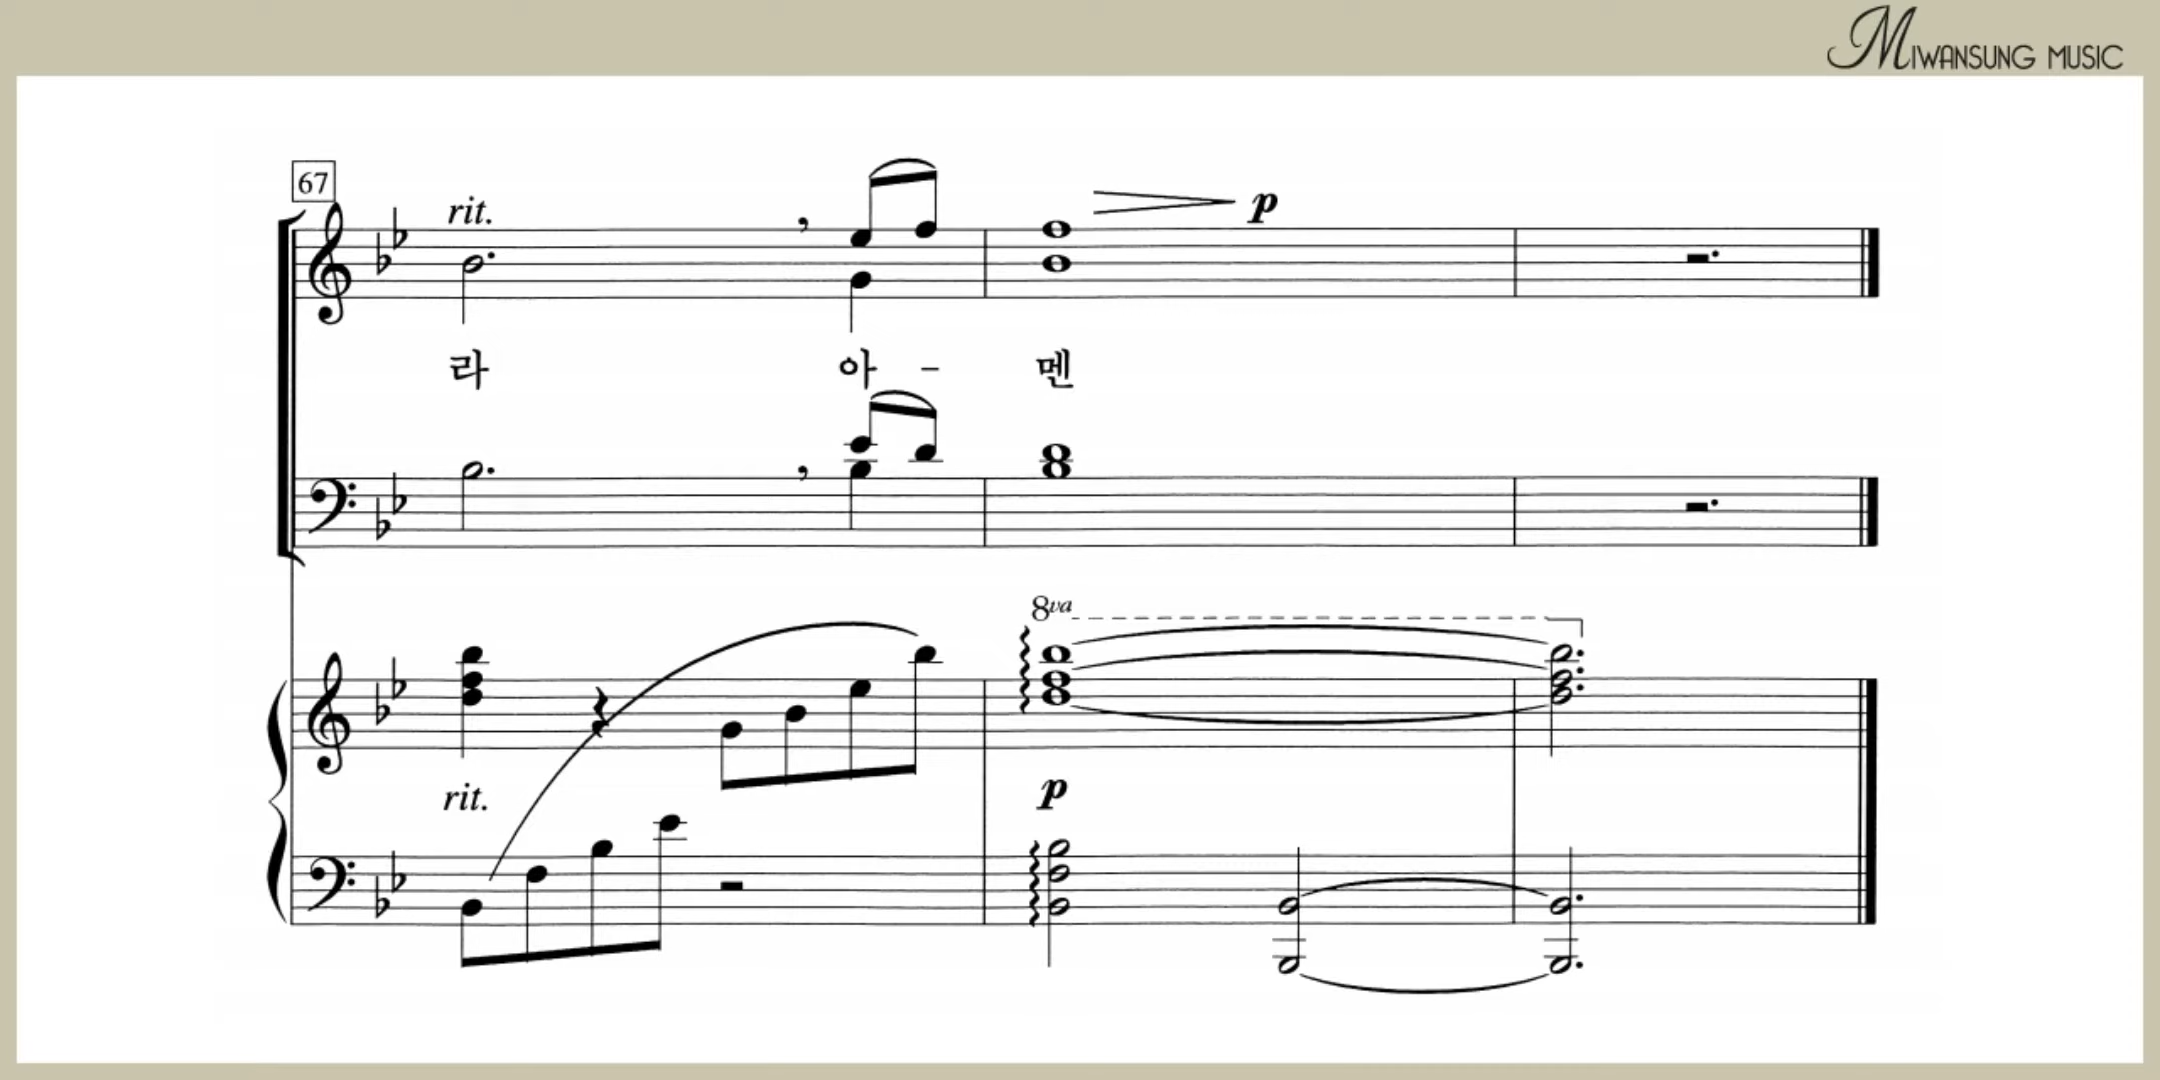 MIWANSUNG MUSIC
67
rit.
p
라 아 - 멘
8va
rit.
p